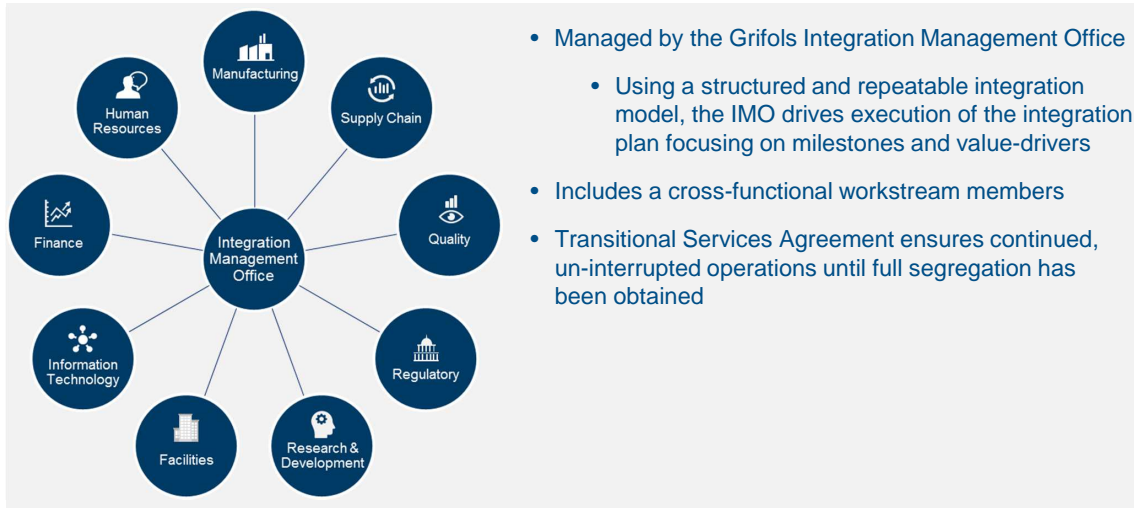 Manufacturing
Supply Chain
Quality
Regulatory
Research &
Development
Facilities
Information
Technology
Finance
Human
Resources
Integration
Management
Office
• Managed by the Grifols Integration Management Office
• Using a structured and repeatable integration
model, the IMO drives execution of the integration
plan focusing on milestones and value-drivers
• Includes a cross-functional workstream members
• Transitional Services Agreement ensures continued,
un-interrupted operations until full segregation has
been obtained